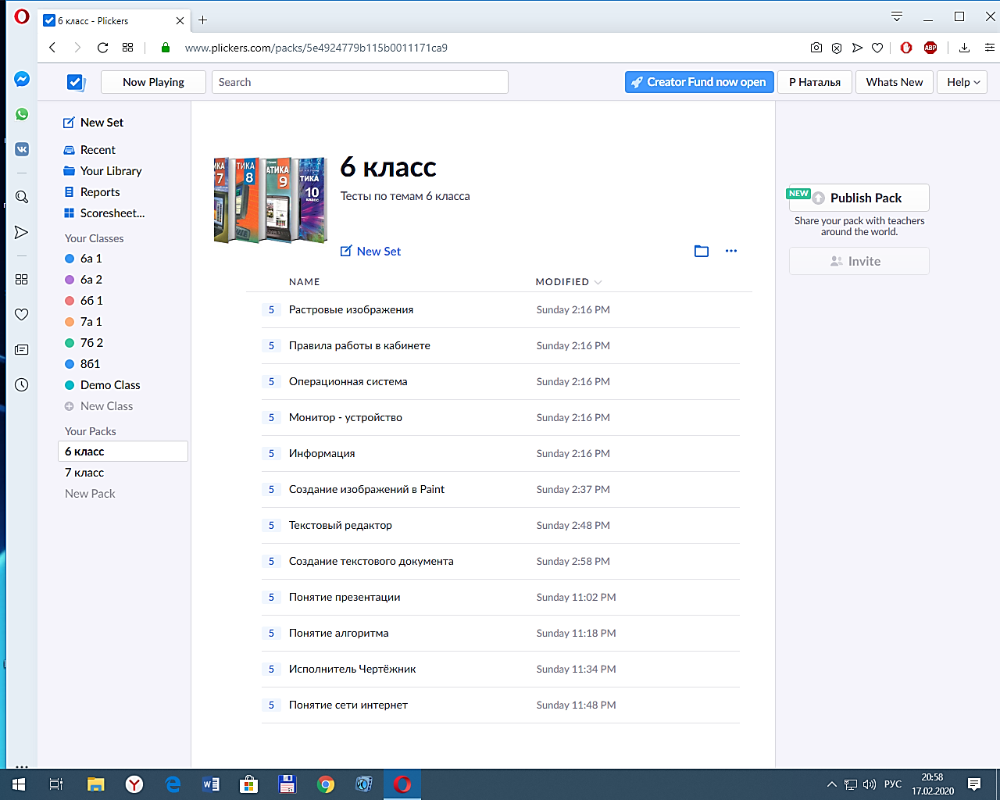 6 класс - Plickers
www.plickers.com/packs/5e4924779b115b0011171ca9
ABP
Now Playing
Search
Creator Fund now open
Р Наталья
Whats New
Help
New Set
Recent
Your Library
Reports
Scoresheet...
Your Classes
6а 1
6а 2
6б 1
7а 1
7б 2
8б1
Demo Class
New Class
Your Packs
6 класс
7 класс
New Pack
ТИКА
7
ТИКА
8
АТИКА
9
ТИКА
10
класс
6 класс
Тесты по темам 6 класса
New Set
NAME MODIFIED
5 Растровые изображения Sunday 2:16 PM
5 Правила работы в кабинете Sunday 2:16 PM
5 Операционная система Sunday 2:16 PM
5 Монитор - устройство Sunday 2:16 PM
5 Информация Sunday 2:16 PM
5 Создание изображений в Paint Sunday 2:37 PM
5 Текстовый редактор Sunday 2:48 PM
5 Создание текстового документа Sunday 2:58 PM
5 Понятие презентации Sunday 11:02 PM
5 Понятие алгоритма Sunday 11:18 PM
5 Исполнитель Чертёжник Sunday 11:34 PM
5 Понятие сети интернет Sunday 11:48 PM
NEW
Publish Pack
Share your pack with teachers
around the world.
Invite
РУС
20:58
17.02.2020